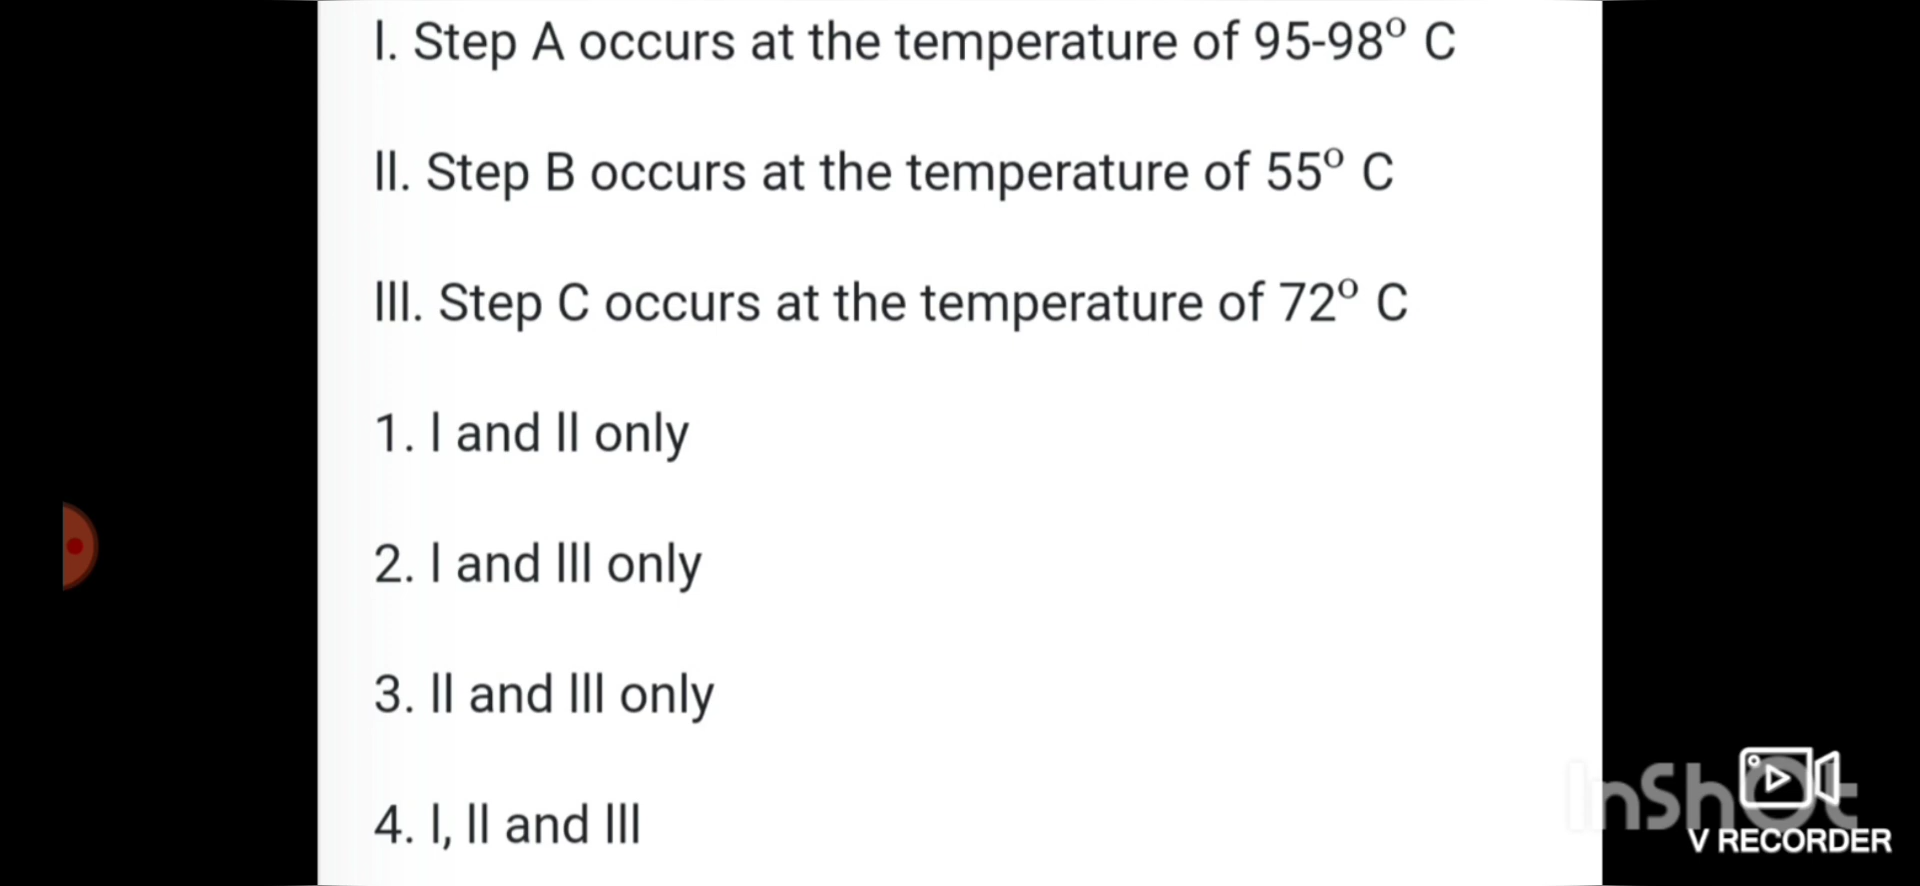 I. Step A occurs at the temperature of 95-98° C
II. Step B occurs at the temperature of 55° C
III. Step C occurs at the temperature of 72° C
1. I and II only
2. I and III only
3. II and III only
4. I, II and III
InShOt
V RECORDER